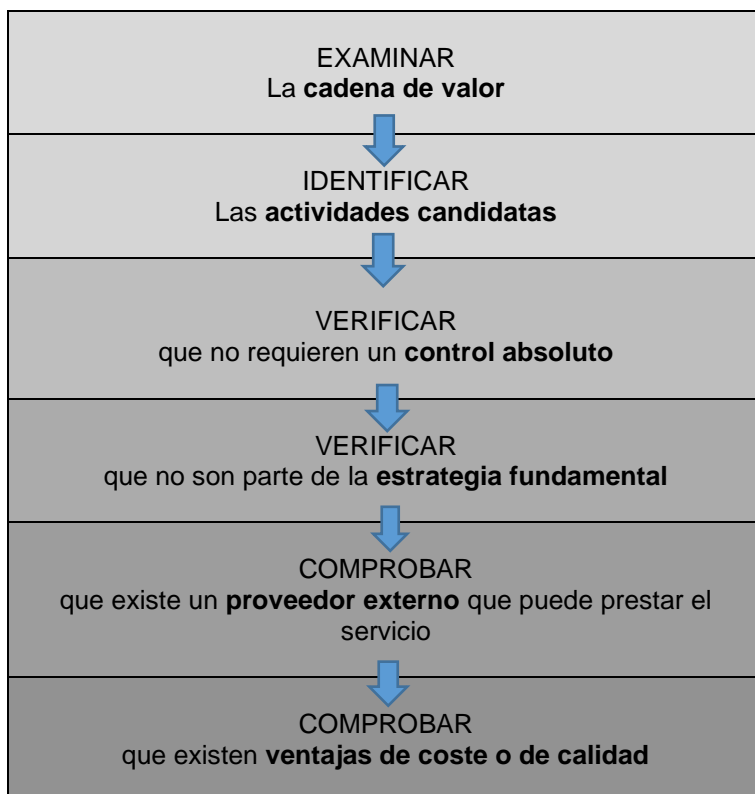 EXAMINAR
La cadena de valor
IDENTIFICAR
Las actividades candidatas
VERIFICAR
que no requieren un control absoluto
VERIFICAR
que no son parte de la estrategia fundamental
COMPROBAR
que existe un proveedor externo que puede prestar el
servicio
COMPROBAR
que existen ventajas de coste o de calidad